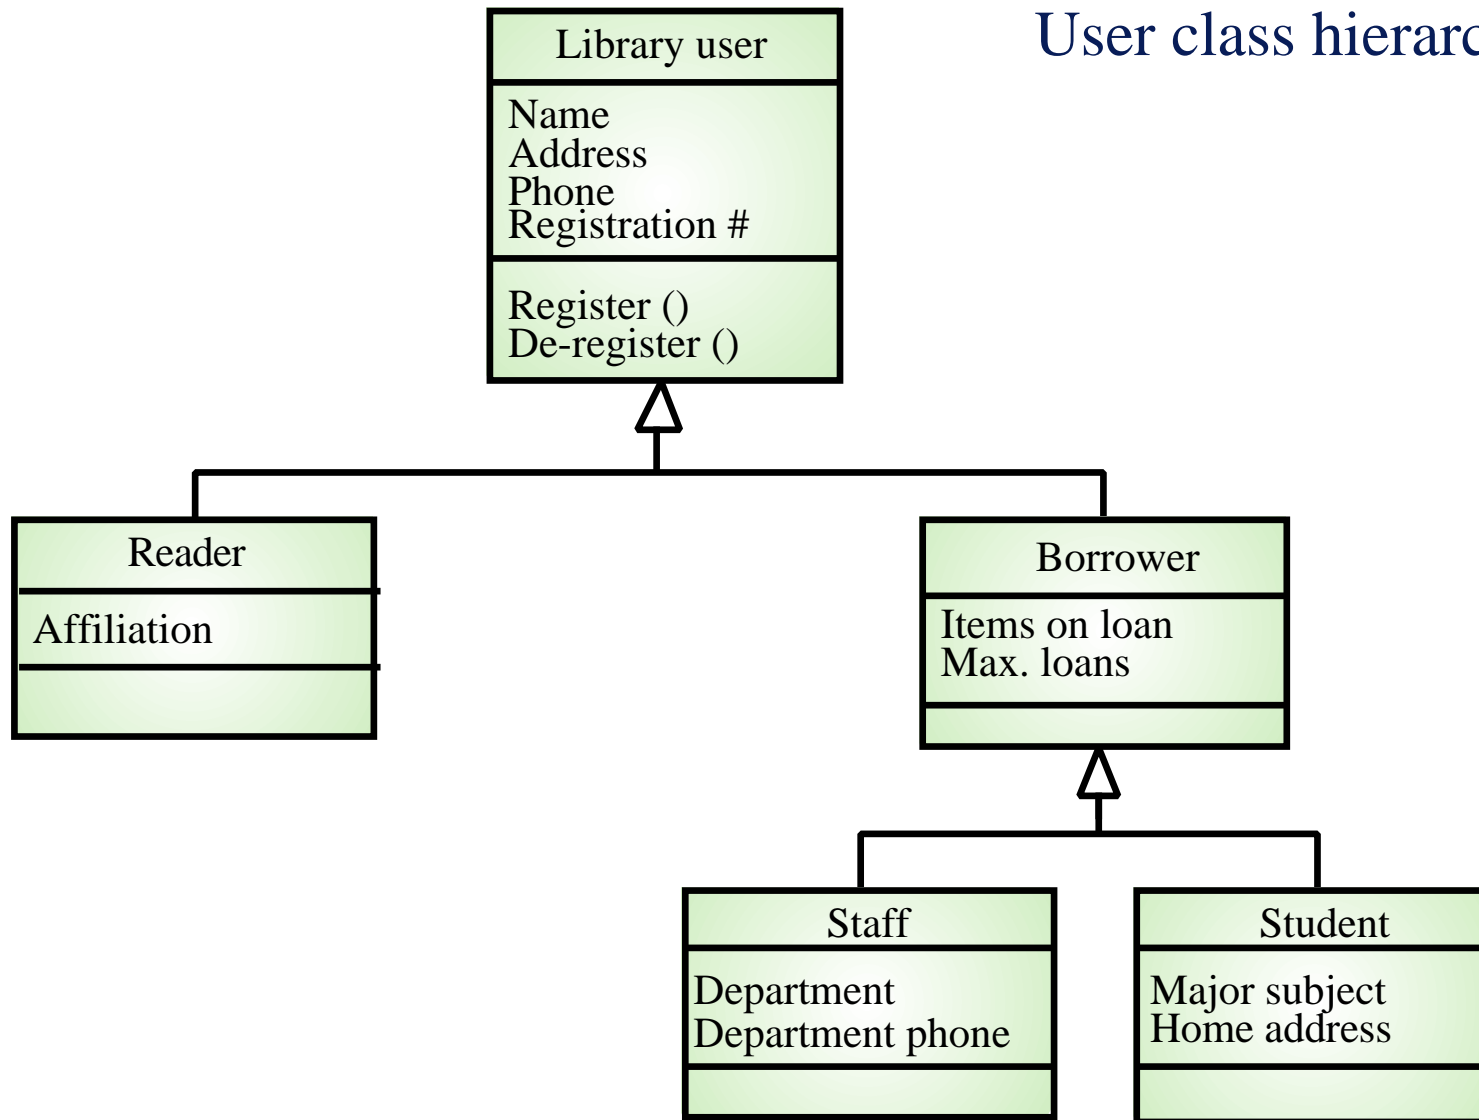 User class hierarc
Library user
Name
Address
Phone
Registration #
Register ()
De-register ()
Reader
Affiliation
Borrower
Items on loan
Max. loans
Staff
Department
Department phone
Student
Major subject
Home address